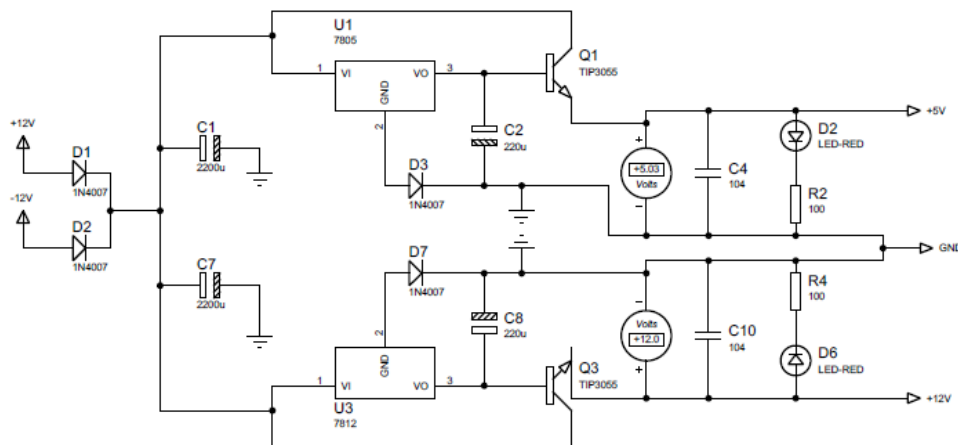 U1
7805
1
VI
VO
3
GND
2
Q1
TIP3055
+5V
+12V
D1
1N4007
C1
2200u
C2
220u
D3
1N4007
+
+5.03
Volts
−
C4
104
D2
LED-RED
R2
100
-12V
D2
1N4007
GND
C7
2200u
D7
1N4007
2
GND
1
VI
VO
3
U3
7812
C8
220u
−
Volts
+12.0
+
C10
104
R4
100
D6
LED-RED
Q3
TIP3055
+12V